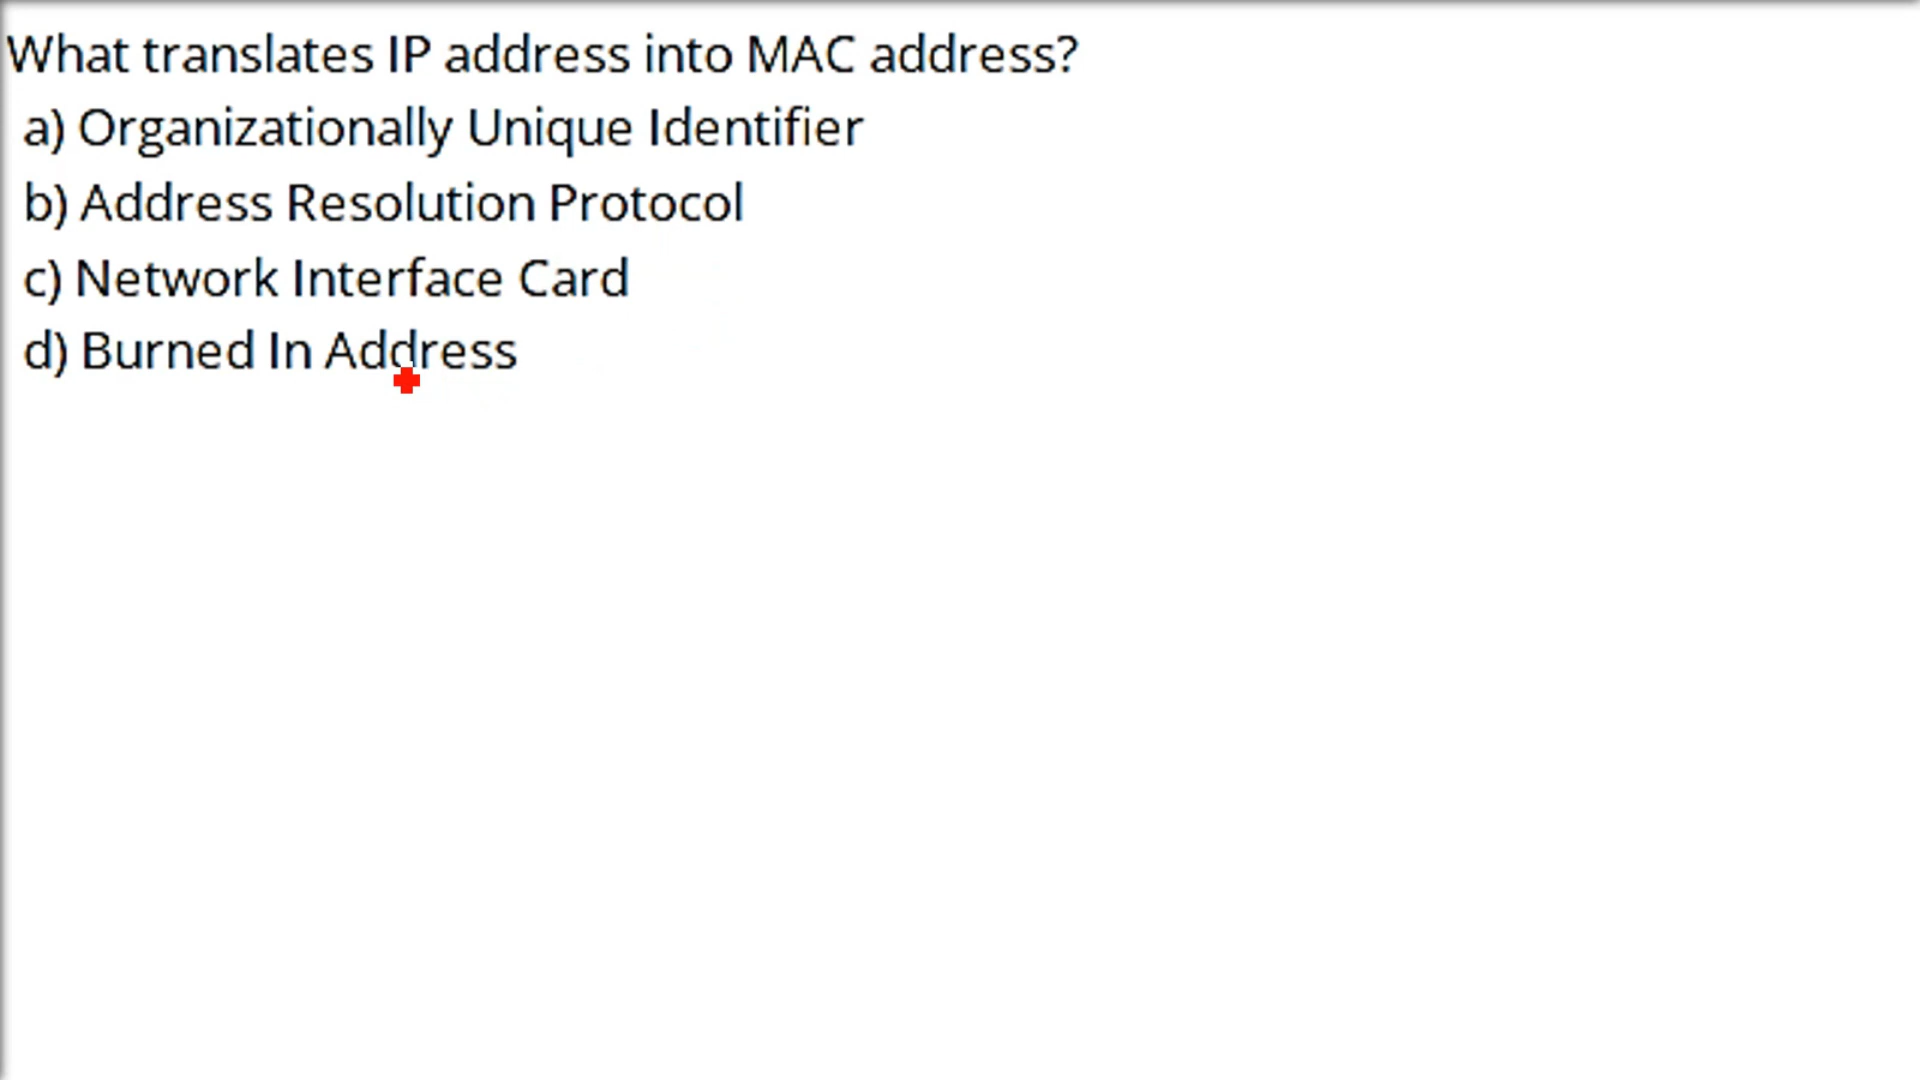 What translates IP address into MAC address?
a) Organizationally Unique Identifier
b) Address Resolution Protocol
c) Network Interface Card
d) Burned In Address